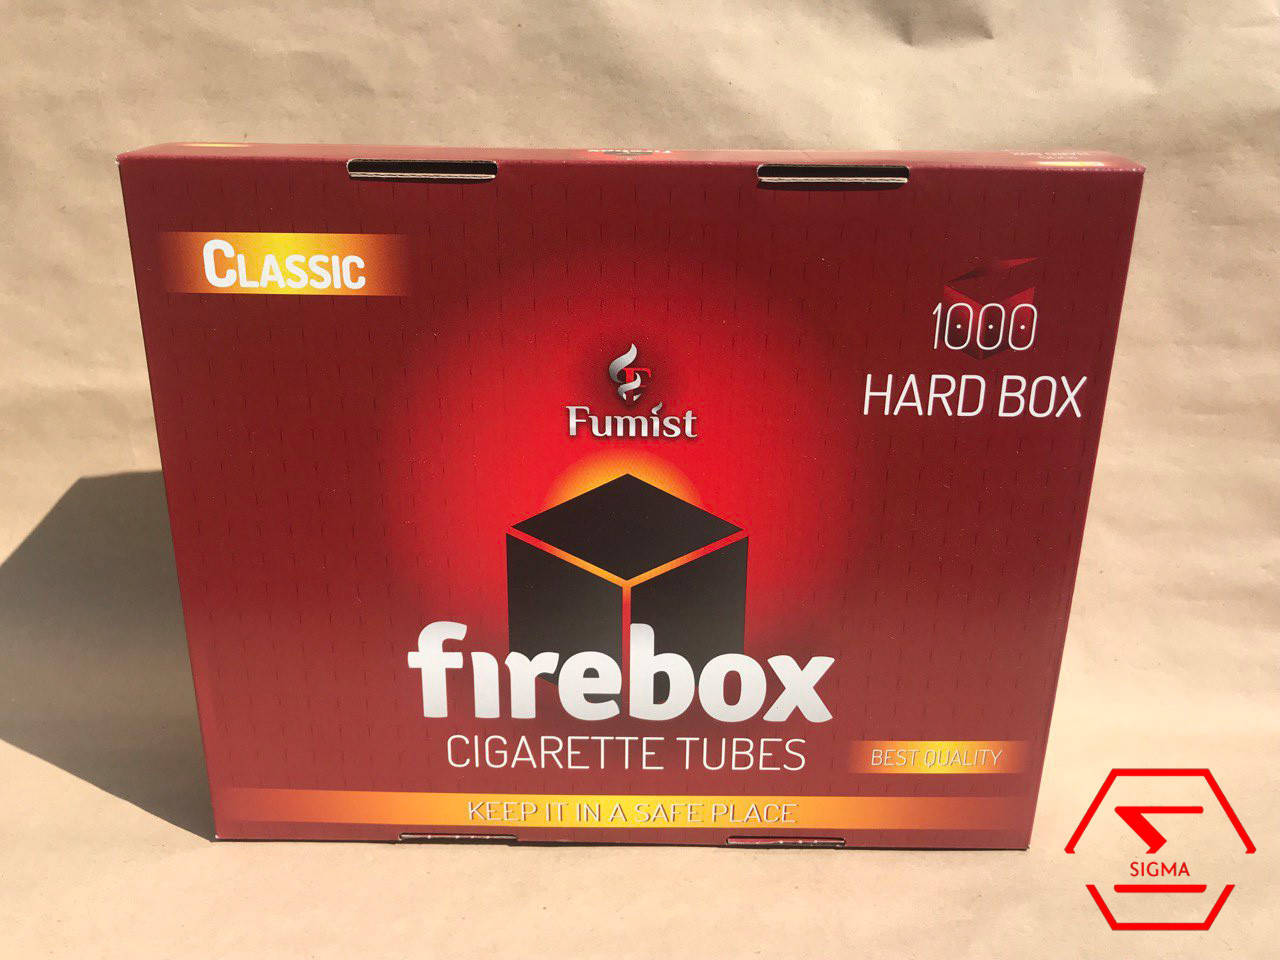 CLASSIC
1000
HARD BOX
Fumist
firebox
CIGARETTE TUBES
BEST QUALITY
KEEP IT IN A SAFE PLACE
SIGMA